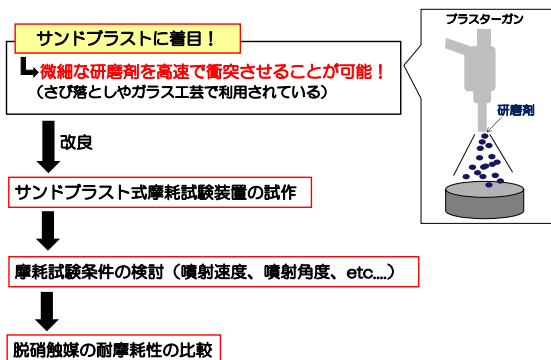 サンドブラストに着目！
微細な研磨剤を高速で衝突させることが可能！
（さび落としやガラス工芸で利用されている）
改良
サンドブラスト式摩耗試験装置の試作
摩耗試験条件の検討（噴射速度、噴射角度、etc....）
脱硝触媒の耐摩耗性の比較
ブラスターガン
研磨剤